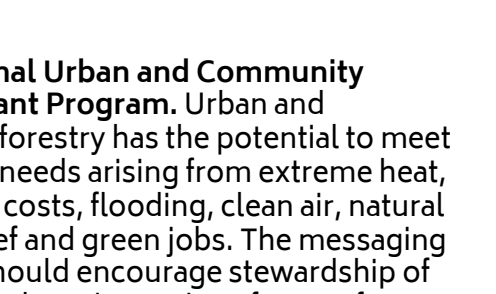 nal Urban and Community
ant Program. Urban and
forestry has the potential to meet
needs arising from extreme heat,
costs, flooding, clean air, natural
ef and green jobs. The messaging
hould encourage stewardship of